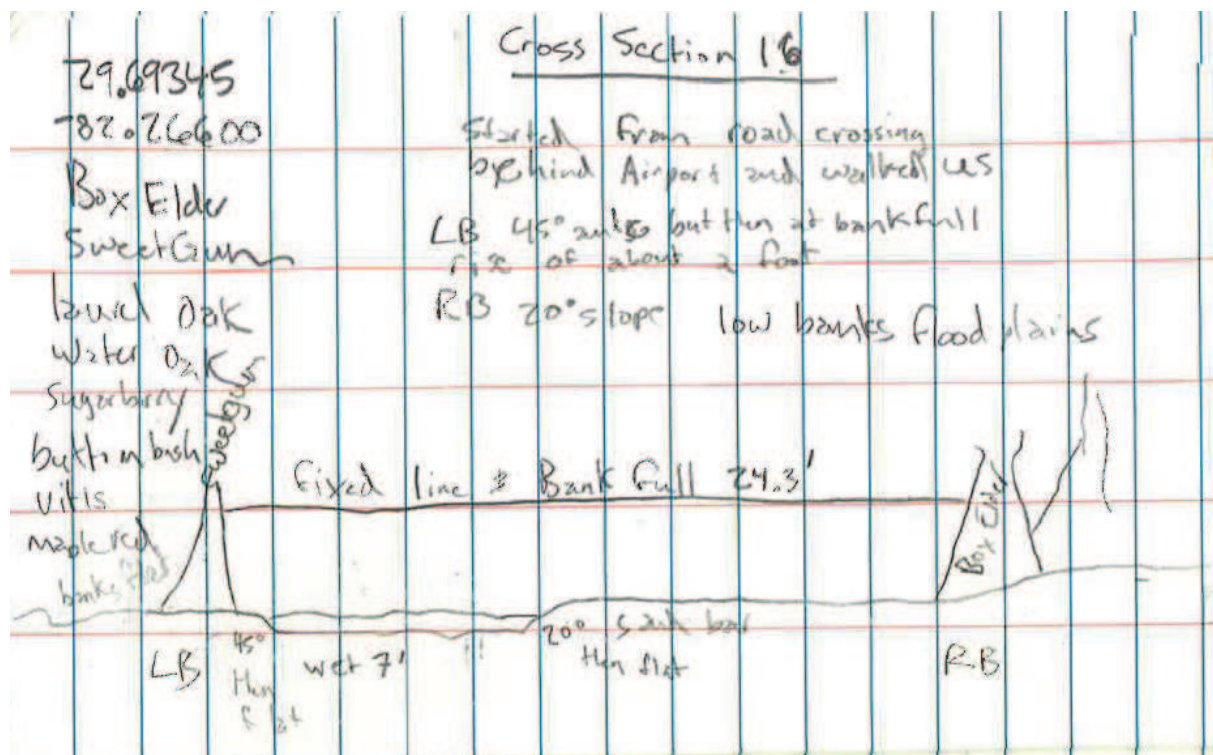 Cross Section 16
29.69345
-82.26600
Box Elder
SweetGum
laurel Oak
Water Oak
Sugarberry
button bush
Vitis
maple red
banks flat
Started from road crossing
behind Airport and walked US
LB 45° but then at bankfull
rise of about a foot
RB 20° slope low banks flood plains
Sweetgum
fixed line & Bank full 24.3'
Box Elder
45°
then
flat
LB
wet 7'
20° sand bar
then flat
RB